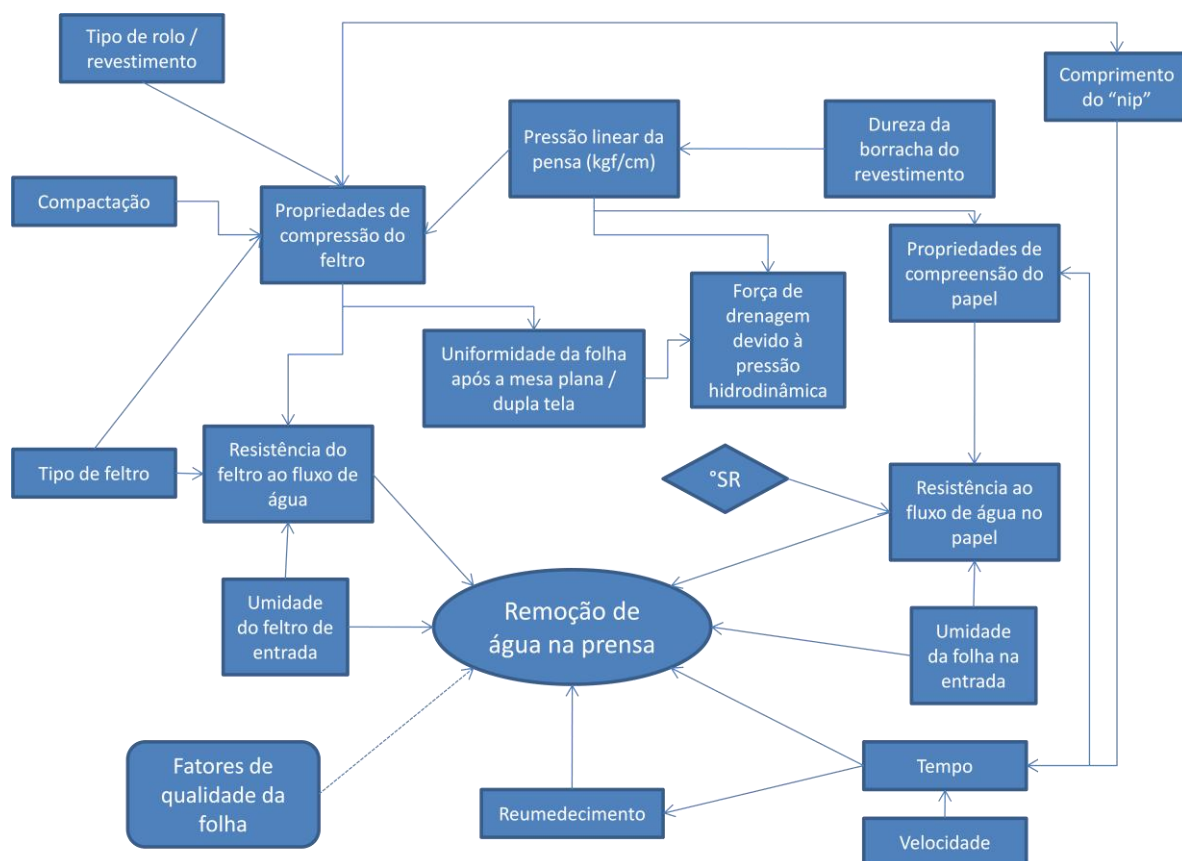 Tipo de rolo /
revestimento
Comprimento
do “nip”
Pressão linear da
pensa (kgf/cm)
Dureza da
borracha do
revestimento
Compactação
Propriedades de
compressão do
feltro
Propriedades de
compreensão do
papel
Força de
drenagem
devido à
pressão
hidrodinâmica
Uniformidade da folha
após a mesa plana /
dupla tela
Tipo de feltro
Resistência do
feltro ao fluxo de
água
°SR
Resistência ao
fluxo de água no
papel
Umidade
do feltro de
entrada
Remoção de
água na prensa
Umidade
da folha na
entrada
Fatores de
qualidade da
folha
Reumedecimento
Tempo
Velocidade